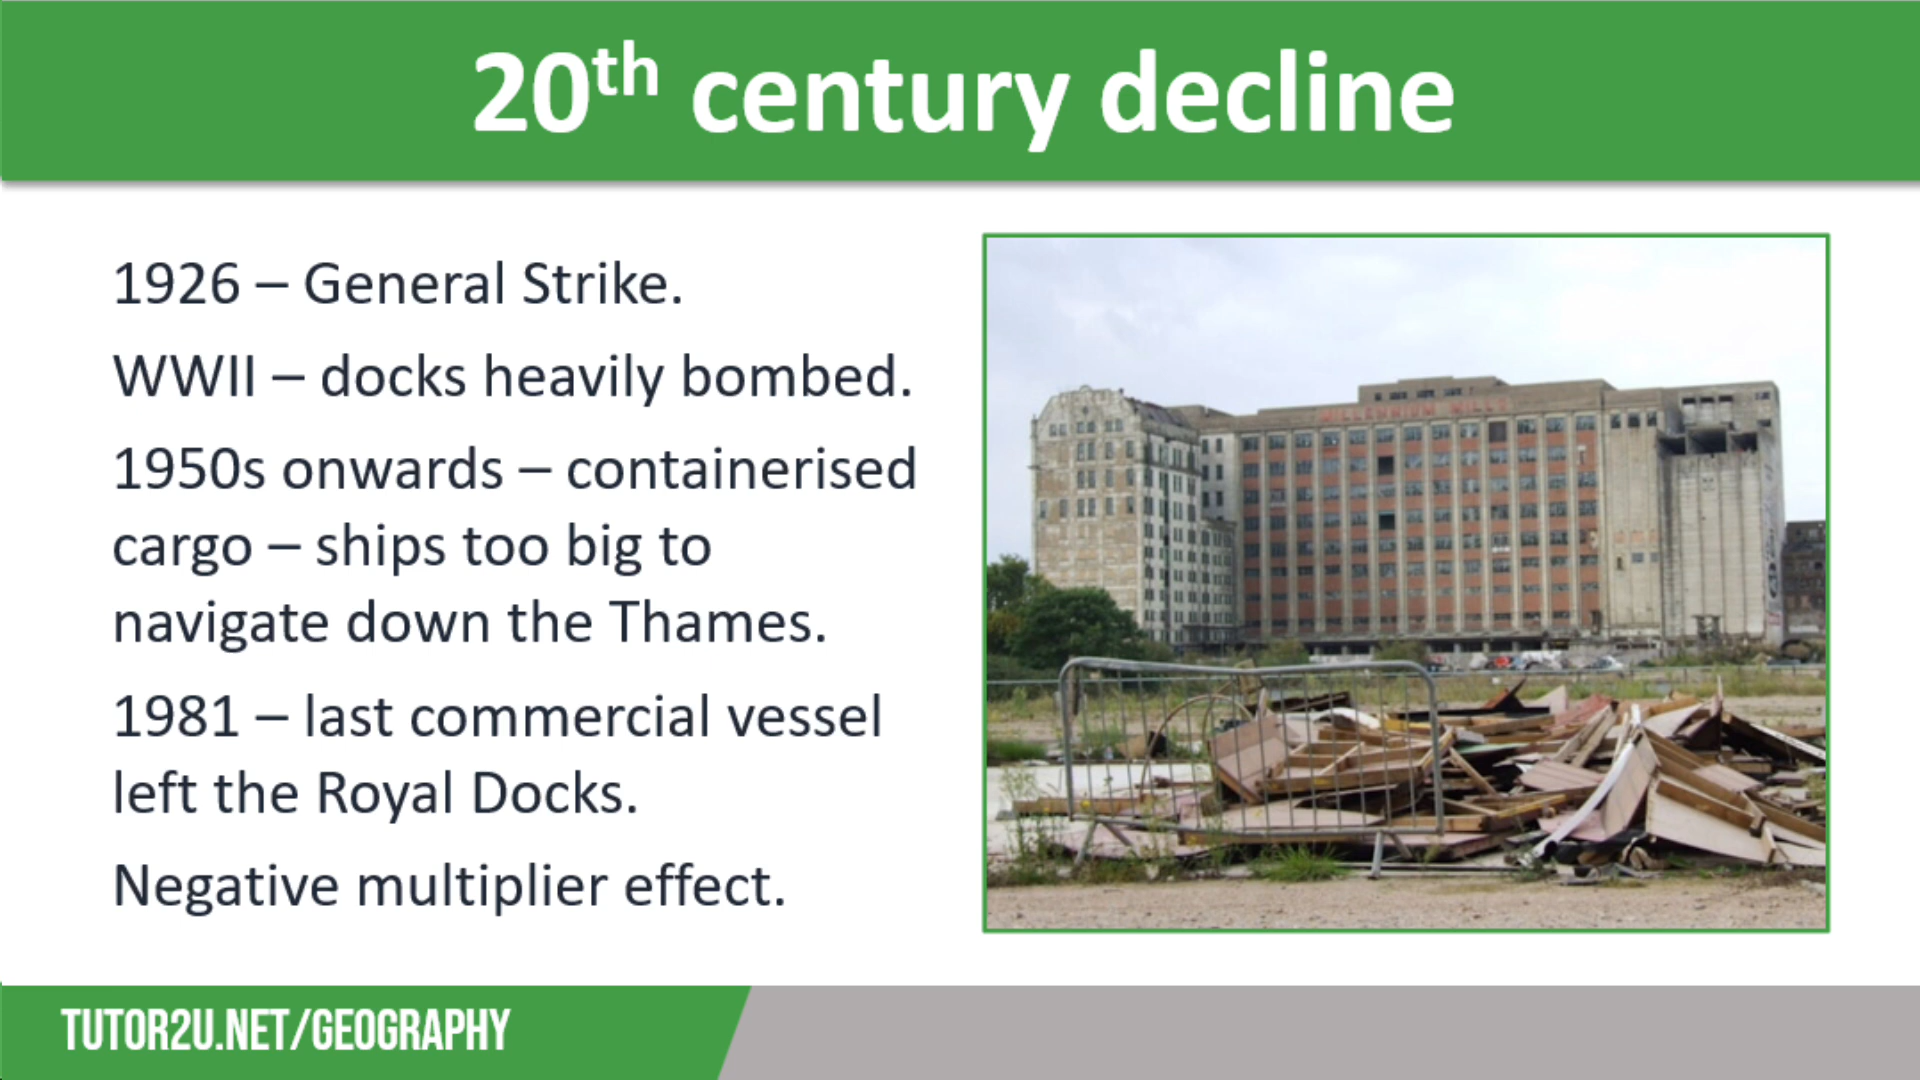 20th century decline
1926 – General Strike.
WWII – docks heavily bombed.
1950s onwards – containerised
cargo – ships too big to
navigate down the Thames.
1981 – last commercial vessel
left the Royal Docks.
Negative multiplier effect.
MILLENNIUM MILLS
TUTOR2U.NET/GEOGRAPHY